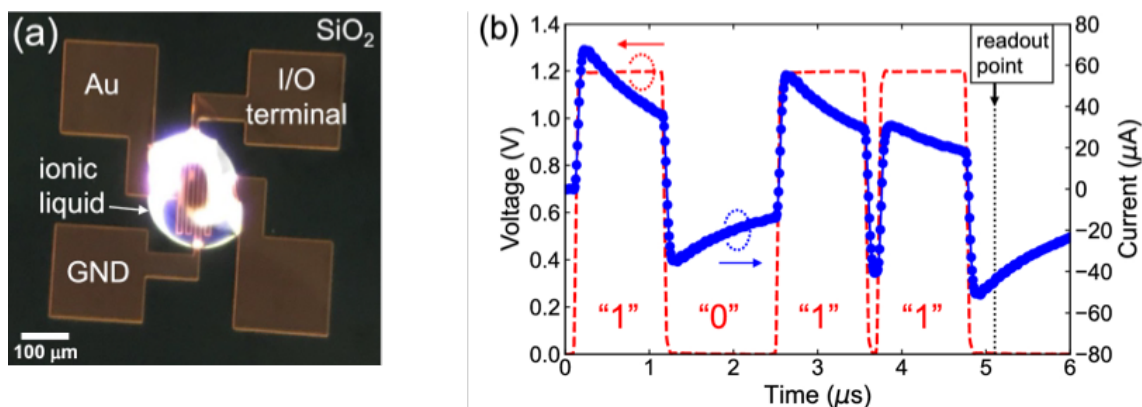 (a)
SiO₂
Au
I/O
terminal
ionic
liquid
GND
100 μm
(b)
Voltage (V)
1.4
1.2
1.0
0.8
0.6
0.4
0.2
0.0
readout
point
"1"
"0"
"1"
"1"
80
60
40
20
0
-20
-40
-60
-80
Current (μA)
0
1
2
3
4
5
6
Time (μs)